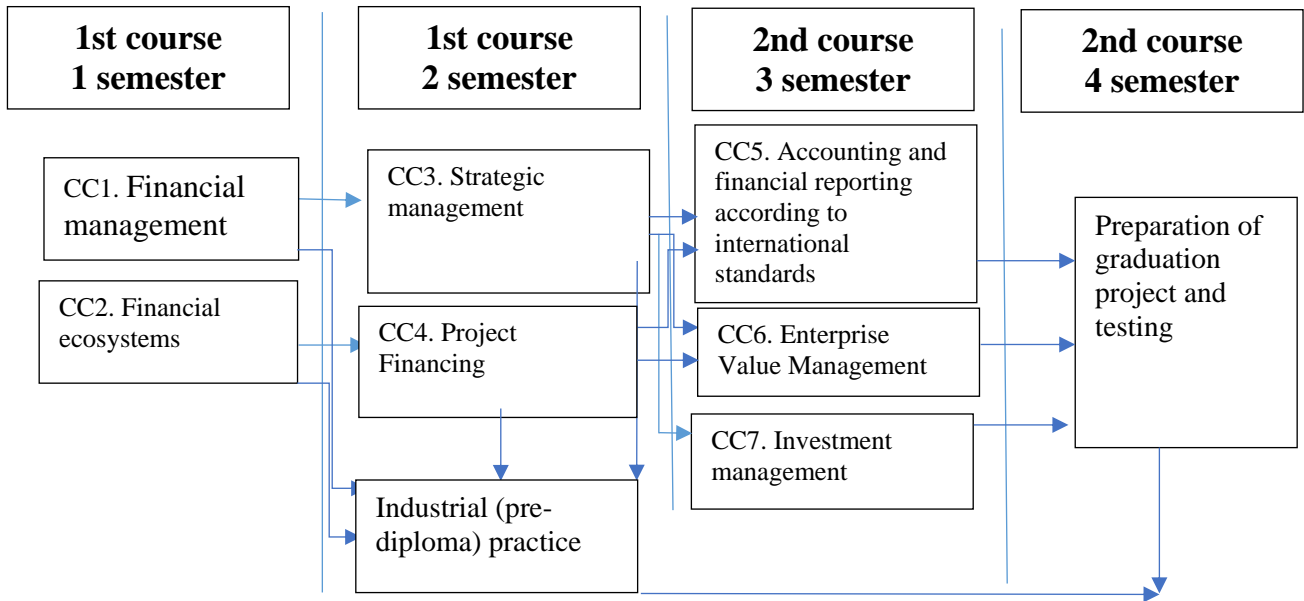 1st course
1 semester
1st course
2 semester
2nd course
3 semester
2nd course
4 semester
CC1. Financial
management
CC2. Financial
ecosystems
CC3. Strategic
management
CC4. Project
Financing
Industrial (pre-
diploma) practice
CC5. Accounting and
financial reporting
according to
international
standards
CC6. Enterprise
Value Management
CC7. Investment
management
Preparation of
graduation
project and
testing